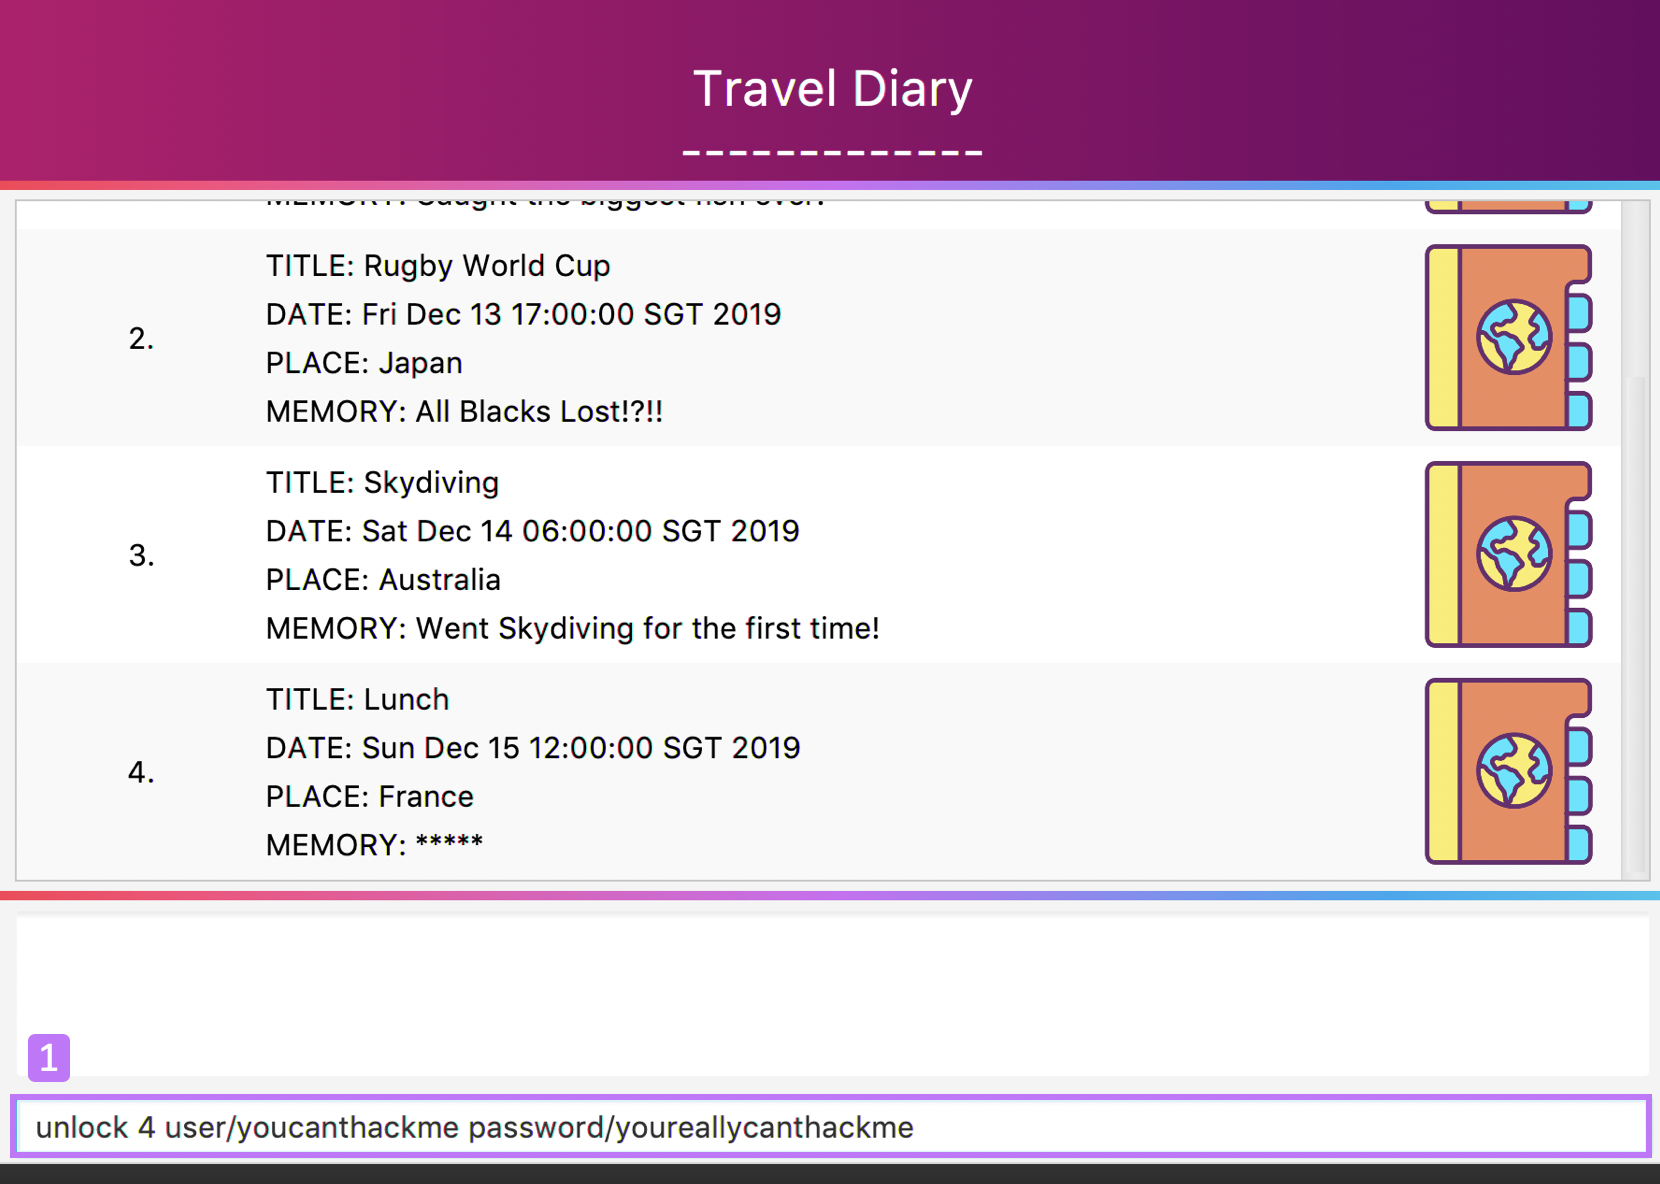 Travel Diary
-------------
MEMORY: Caught the biggest fish ever!
2.
TITLE: Rugby World Cup
DATE: Fri Dec 13 17:00:00 SGT 2019
PLACE: Japan
MEMORY: All Blacks Lost!?!!
3.
TITLE: Skydiving
DATE: Sat Dec 14 06:00:00 SGT 2019
PLACE: Australia
MEMORY: Went Skydiving for the first time!
4.
TITLE: Lunch
DATE: Sun Dec 15 12:00:00 SGT 2019
PLACE: France
MEMORY: *****
1
unlock 4 user/youcanthackme password/youreallycanthackme